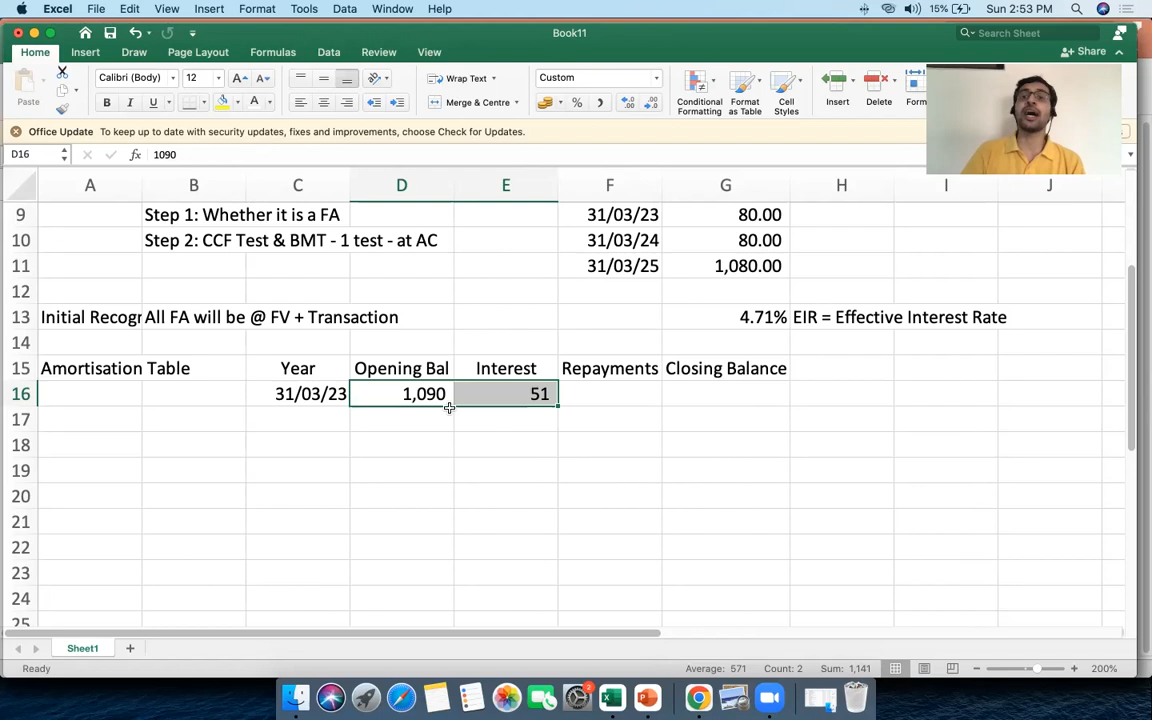 Excel File Edit View Insert Format Tools Data Window Help 15% Sun 2:53 PM
Book11 Search Sheet
Home Insert Draw Page Layout Formulas Data Review View Share
Paste Calibri (Body) 12 A A Wrap Text Custom Conditional Formatting Format as Table Cell Styles Insert Delete Form
B I U A Merge & Centre %
Office Update To keep up to date with security updates, fixes and improvements, choose Check for Updates.
D16 fx 1090
A B C D E F G H I J
9 Step 1: Whether it is a FA 31/03/23 80.00
10 Step 2: CCF Test & BMT - 1 test - at AC 31/03/24 80.00
11 31/03/25 1,080.00
12
13 Initial Recogr All FA will be @ FV + Transaction 4.71% EIR = Effective Interest Rate
14
15 Amortisation Table Year Opening Bal Interest Repayments Closing Balance
16 31/03/23 1,090 51
17
18
19
20
21
22
23
24
25
Sheet1
Ready Average: 571 Count: 2 Sum: 1,141 200%
2